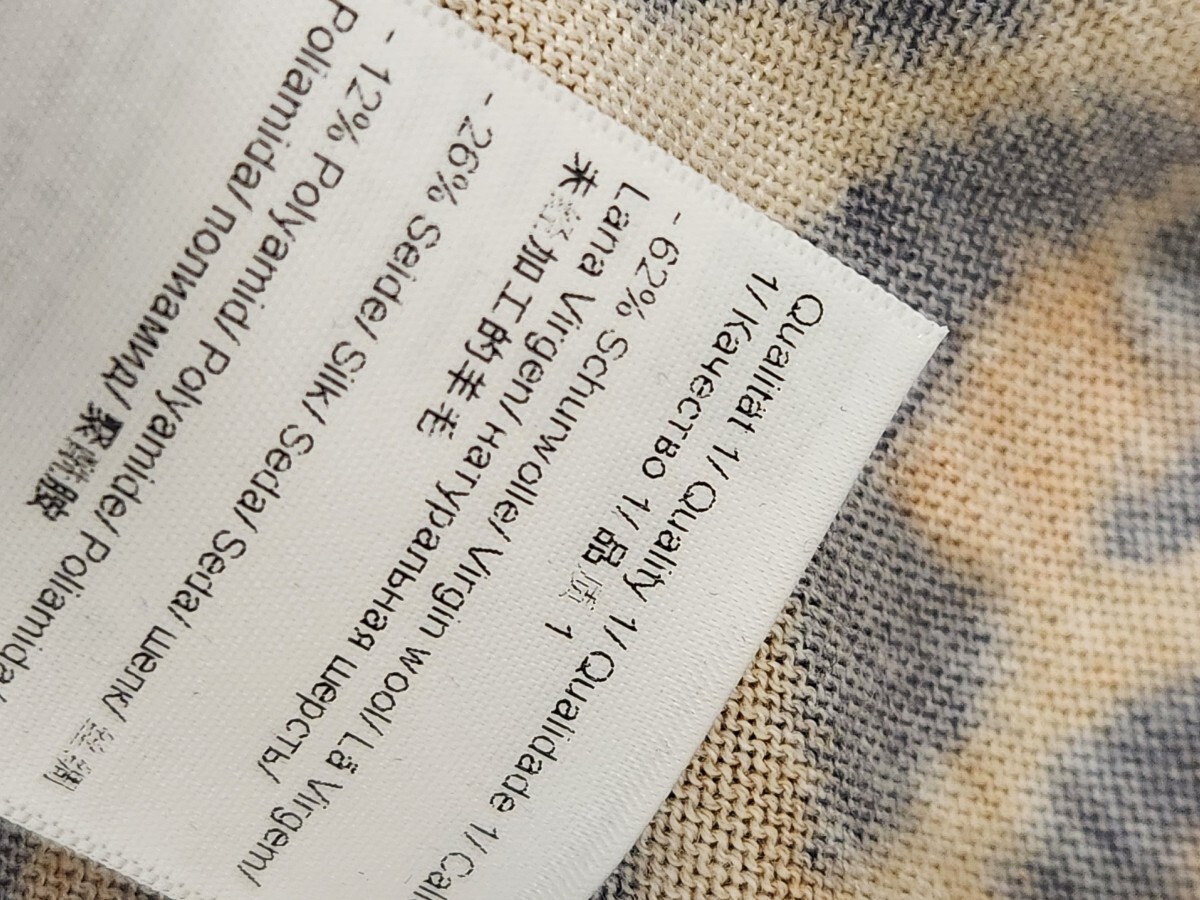 Qualität 1/ Quality 1/ Qualidade 1/ Cali
1/ Качество 1/ 品质 1
- 62% Schurwolle/ Virgin wool/ Lã Virgem/
Lana Virgen/ натуральная шерсть/
未经加工的羊毛
- 26% Seide/ Silk/ Seda/ Seda/ шелк/
- 12% Polyamid/ Polyamide/ Poliamida/
Poliamida/ полиамид/ 聚酰胺